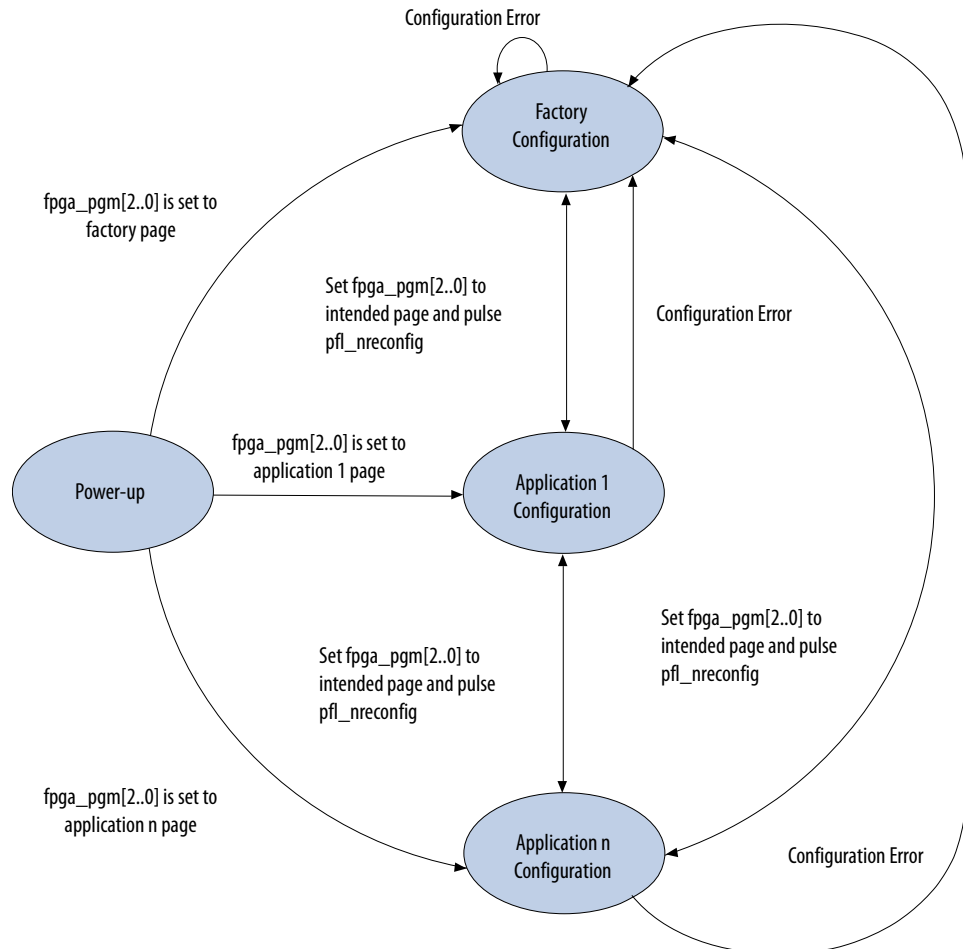 Configuration Error
Factory
Configuration
fpga_pgm[2..0] is set to
factory page
Set fpga_pgm[2..0] to
intended page and pulse
pfl_nreconfig
Configuration Error
fpga_pgm[2..0] is set to
application 1 page
Power-up
Application 1
Configuration
Set fpga_pgm[2..0] to
intended page and pulse
pfl_nreconfig
Set fpga_pgm[2..0] to
intended page and pulse
pfl_nreconfig
fpga_pgm[2..0] is set to
application n page
Application n
Configuration
Configuration Error